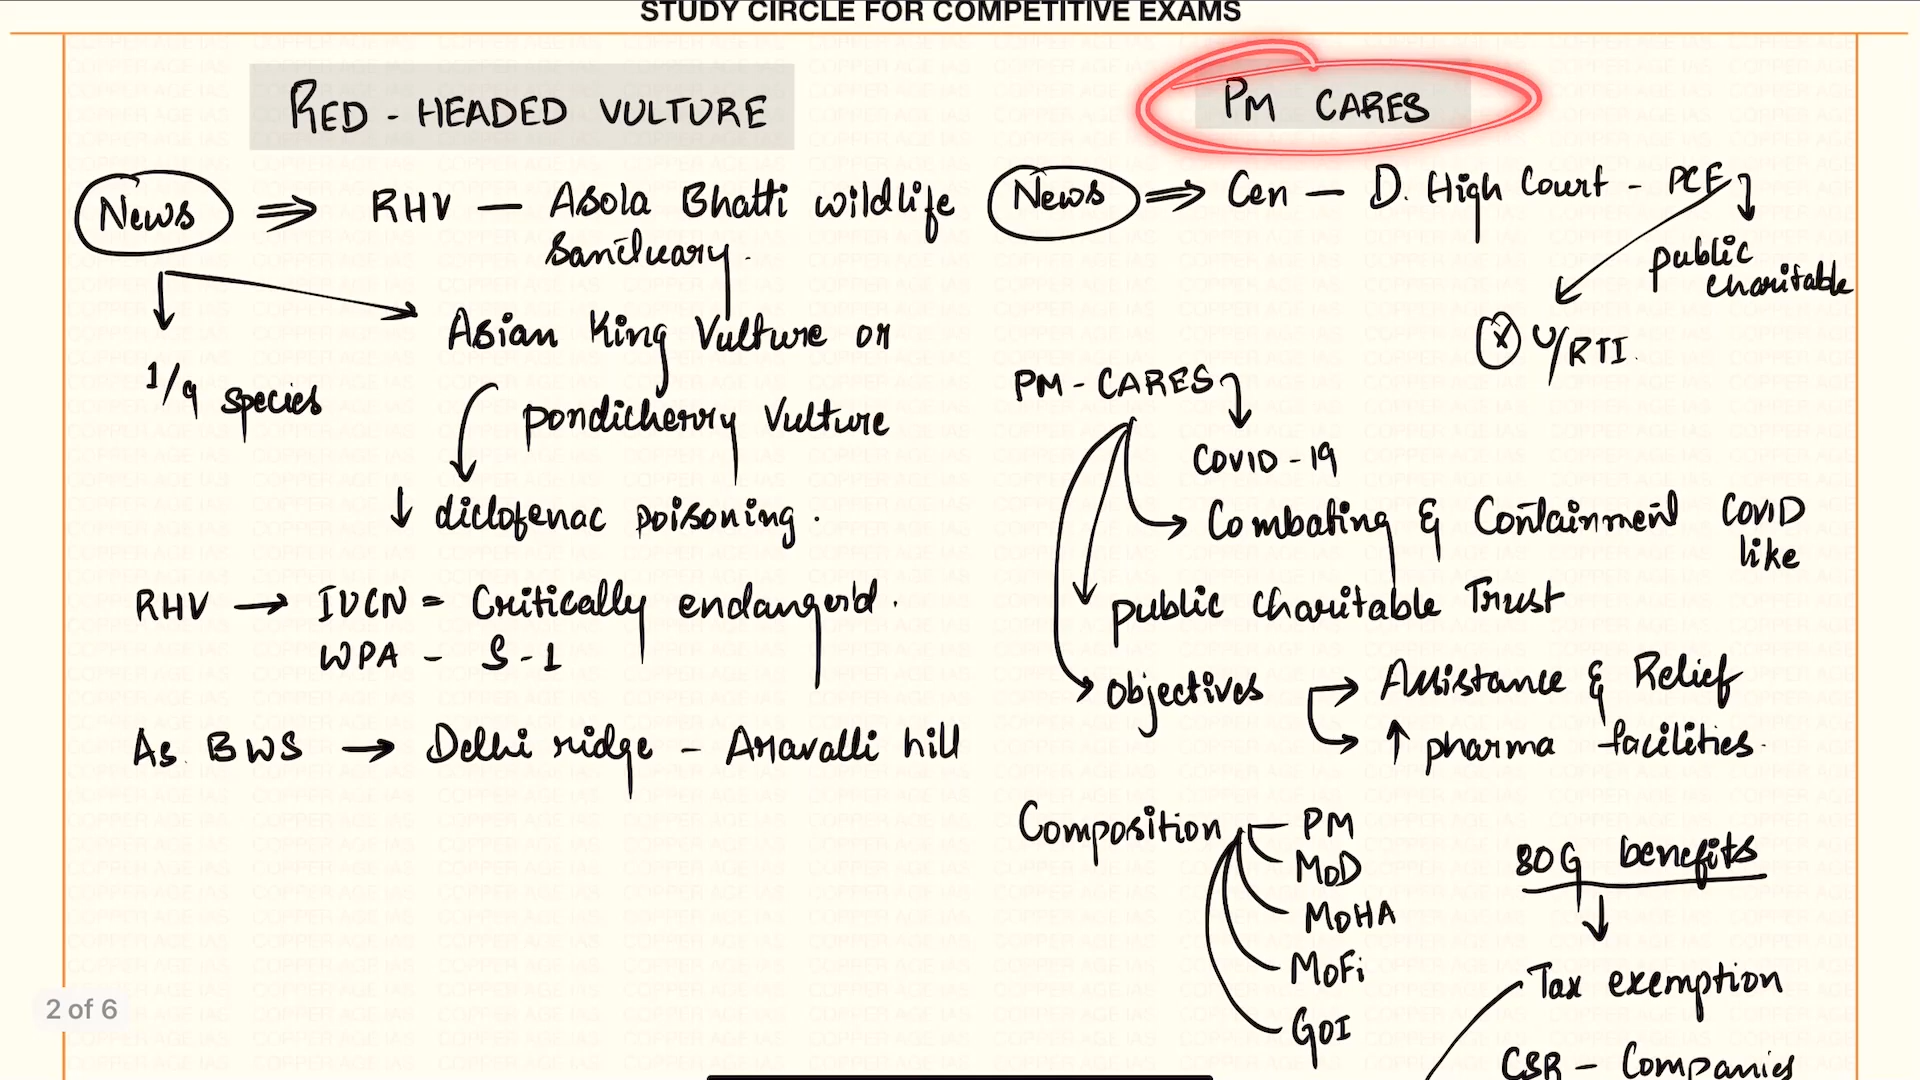 STUDY CIRCLE FOR COMPETITIVE EXAMS
RED - HEADED VULTURE
News ⇒ RHV — Asola Bhatti wildlife
Sanctuary.
Asian King Vulture or
1/9 species
pondicherry Vulture
↓ diclofenac poisoning.
RHV → IUCN = Critically endangerd.
WPA - S-1
As. BWS → Delhi ridge - Aravalli hill
PM CARES
News ⇒ Cen — D. High Court - PCF
public
charitable
(x) U/RTI.
PM - CARES
COVID - 19
Combating & Containment COVID
like
public charitable Trust
objectives → Assistance & Relief
→ ↑ pharma facilities.
Composition - PM
MoD
MoHA
MoFi
GOI
80G benefits
↓
Tax exemption
CSR - Companies
2 of 6